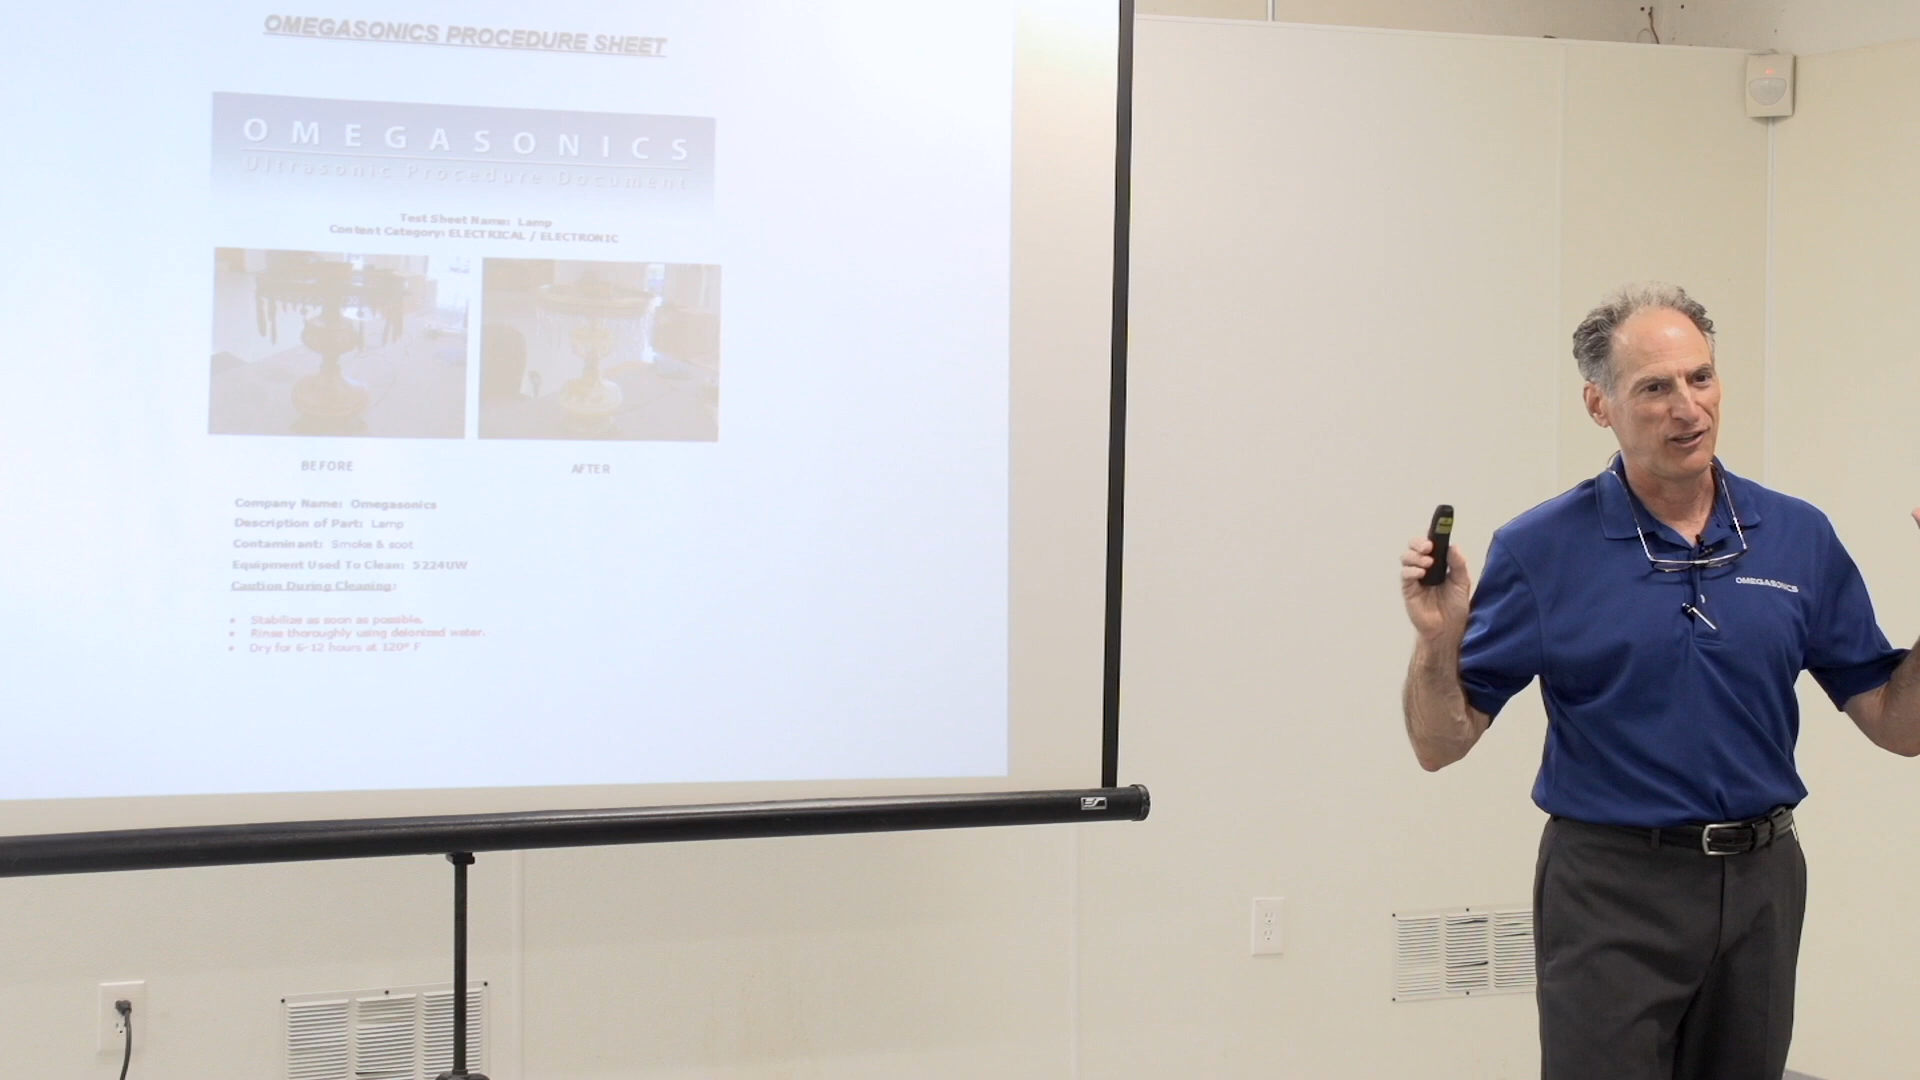 OMEGASONICS PROCEDURE SHEET
OMEGASONICS
Ultrasonic Procedure Document
Test Sheet Name: Lamp
Content Category: ELECTRICAL / ELECTRONIC
BEFORE
AFTER
Company Name: Omegasonics
Description of Part: Lamp
Contaminant: Smoke & soot
Equipment Used To Clean: 5224UW
Caution During Cleaning:
• Stabilize as soon as possible.
• Rinse thoroughly using deionized water.
• Dry for 6-12 hours at 120° F
OMEGASONICS
ES